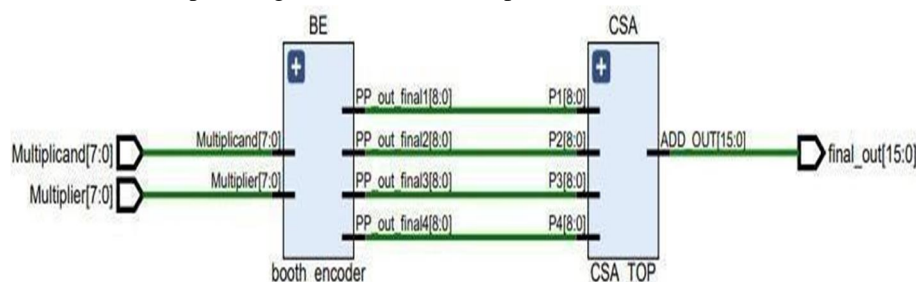 BE
CSA
PP_out_final1[8:0]
P1[8:0]
Multiplicand[7:0]
Multiplicand[7:0]
PP_out_final2[8:0]
P2[8:0]
ADD_OUT[15:0]
final_out[15:0]
Multiplier[7:0]
Multiplier[7:0]
PP_out_final3[8:0]
P3[8:0]
PP_out_final4[8:0]
P4[8:0]
booth_encoder
CSA_TOP